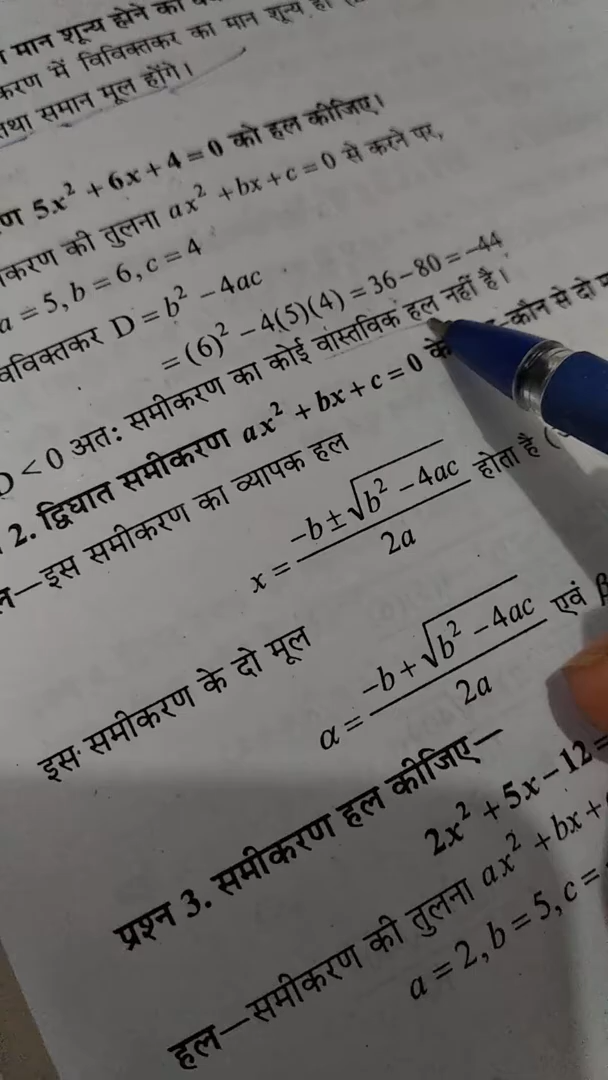 मान शून्य होने का
में विविक्तकर का मान शून्य हो
तथा समान मूल होंगे।
5x² + 6x + 4 = 0 को हल कीजिए।
की तुलना ax² + bx + c = 0 से करने पर,
a = 5, b = 6, c = 4
D = b² - 4ac
= (6)² - 4(5)(4) = 36 - 80 = -44
D < 0 अतः समीकरण का कोई वास्तविक हल नहीं है।
2. द्विघात समीकरण ax² + bx + c = 0 के कौन से दो
—इस समीकरण का व्यापक हल
x = (-b ± √(b² - 4ac)) / 2a होता है
इस समीकरण के दो मूल
α = (-b + √(b² - 4ac)) / 2a एवं β
प्रश्न 3. समीकरण हल कीजिए—
2x² + 5x - 12 =
हल—समीकरण की तुलना ax² + bx +
a = 2, b = 5, c =